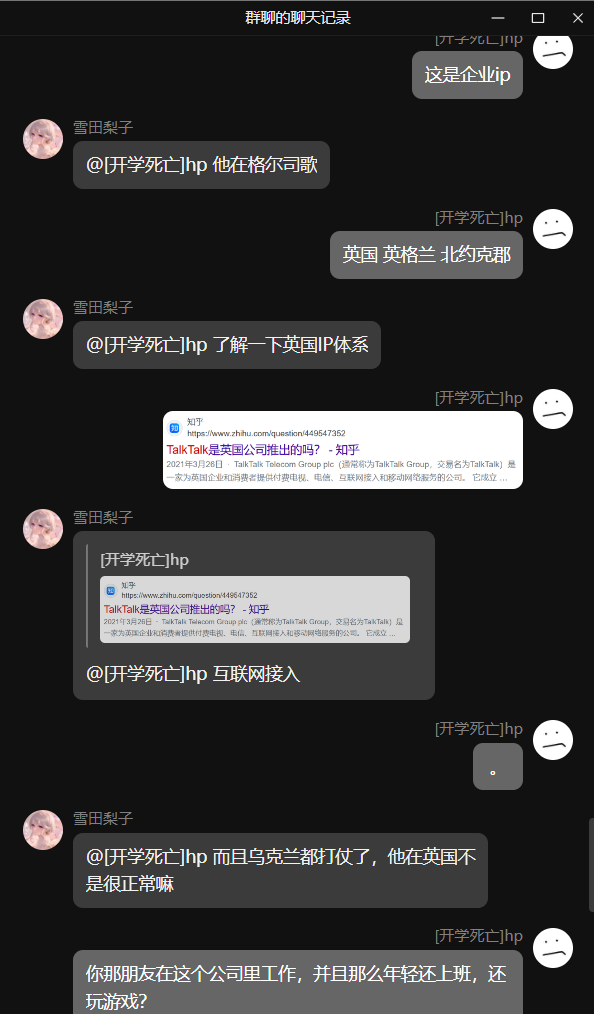 群聊的聊天记录
[开学死亡]hp
这是企业ip
雪田梨子
@[开学死亡]hp 他在格尔司歌
[开学死亡]hp
英国 英格兰 北约克郡
雪田梨子
@[开学死亡]hp 了解一下英国IP体系
[开学死亡]hp
知乎
https://www.zhihu.com/question/449547352
TalkTalk是英国公司推出的吗? - 知乎
2021年3月26日 · TalkTalk Telecom Group plc（通常称为TalkTalk Group，交易名为TalkTalk）是
一家为英国企业和消费者提供付费电视、电信、互联网接入和移动网络服务的公司。 它成立 ...
雪田梨子
[开学死亡]hp
知乎
https://www.zhihu.com/question/449547352
TalkTalk是英国公司推出的吗? - 知乎
2021年3月26日 · TalkTalk Telecom Group plc（通常称为TalkTalk Group，交易名为TalkTalk）是
一家为英国企业和消费者提供付费电视、电信、互联网接入和移动网络服务的公司。 它成立 ...
@[开学死亡]hp 互联网接入
[开学死亡]hp
。
雪田梨子
@[开学死亡]hp 而且乌克兰都打仗了，他在英国不
是很正常嘛
[开学死亡]hp
你那朋友在这个公司里工作，并且那么年轻还上班，还
玩游戏？